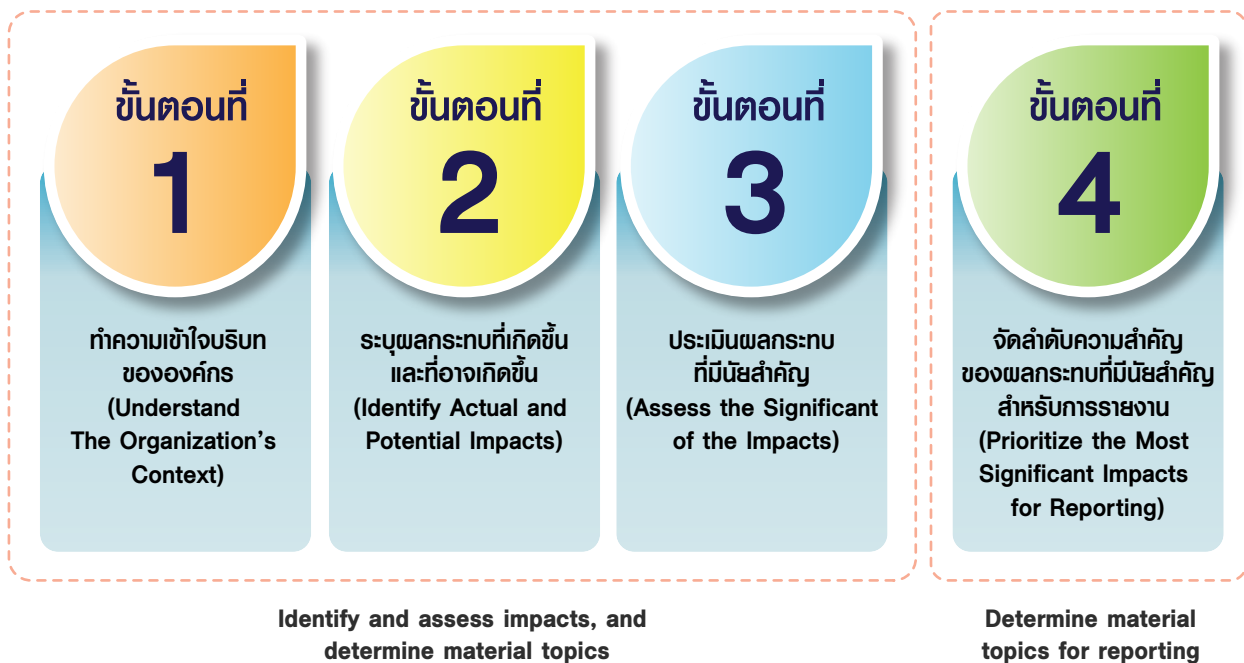 ขั้นตอนที่
1
ทำความเข้าใจบริบท
ขององค์กร
(Understand
The Organization's
Context)
ขั้นตอนที่
2
ระบุผลกระทบที่เกิดขึ้น
และที่อาจเกิดขึ้น
(Identify Actual and
Potential Impacts)
ขั้นตอนที่
3
ประเมินผลกระทบ
ที่มีนัยสำคัญ
(Assess the Significant
of the Impacts)
ขั้นตอนที่
4
จัดลำดับความสำคัญ
ของผลกระทบที่มีนัยสำคัญ
สำหรับการรายงาน
(Prioritize the Most
Significant Impacts
for Reporting)
Identify and assess impacts, and
determine material topics
Determine material
topics for reporting